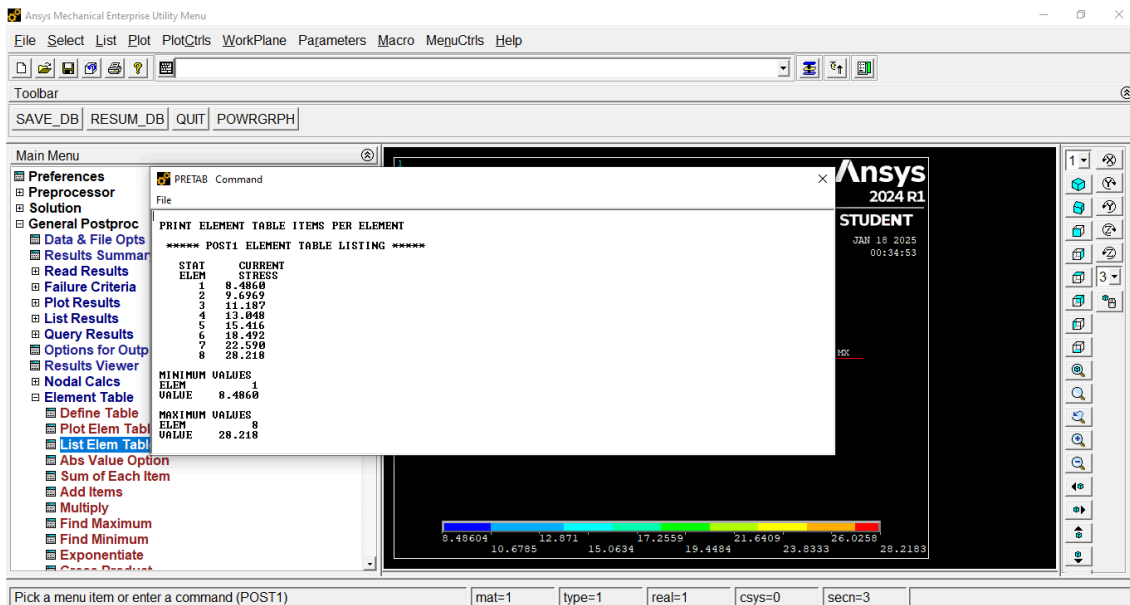 Ansys Mechanical Enterprise Utility Menu
File Select List Plot PlotCtrls WorkPlane Parameters Macro MenuCtrls Help
Toolbar
SAVE_DB RESUM_DB QUIT POWRGRPH
Main Menu
Preferences
Preprocessor
Solution
General Postproc
Data & File Opts
Results Summar
Read Results
Failure Criteria
Plot Results
List Results
Query Results
Options for Outp
Results Viewer
Nodal Calcs
Element Table
Define Table
Plot Elem Tabl
List Elem Tabl
Abs Value Option
Sum of Each Item
Add Items
Multiply
Find Maximum
Find Minimum
Exponentiate
PRETAB Command
File
PRINT ELEMENT TABLE ITEMS PER ELEMENT
***** POST1 ELEMENT TABLE LISTING *****
STAT CURRENT
ELEM STRESS
1 8.4860
2 9.6969
3 11.187
4 13.048
5 15.416
6 18.492
7 22.590
8 28.218
MINIMUM VALUES
ELEM 1
VALUE 8.4860
MAXIMUM VALUES
ELEM 8
VALUE 28.218
1
Ansys
2024 R1
STUDENT
JAN 18 2025
00:34:53
MX
8.48604 12.871 17.2559 21.6409 26.0258
10.6785 15.0634 19.4484 23.8333 28.2183
1
3
Pick a menu item or enter a command (POST1) mat=1 type=1 real=1 csys=0 secn=3